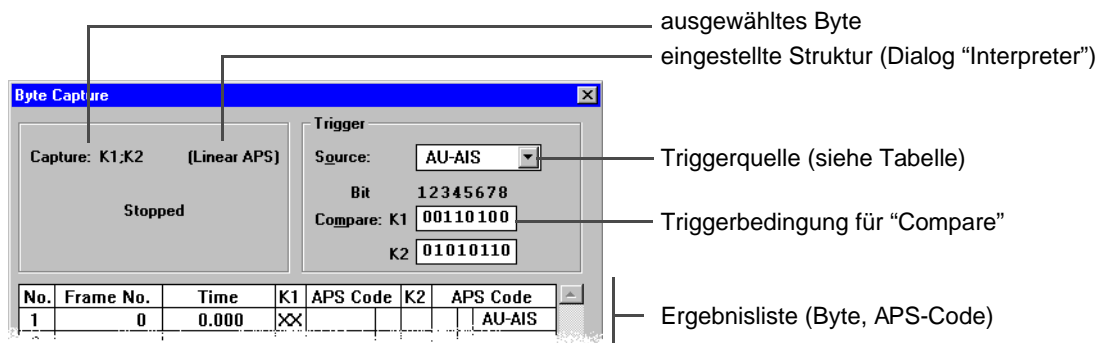 ausgewähltes Byte
eingestellte Struktur (Dialog “Interpreter”)
Byte Capture
Capture: K1;K2 (Linear APS)
Stopped
Trigger
Source: AU-AIS
Triggerquelle (siehe Tabelle)
Bit 12345678
Compare: K1 00110100
Triggerbedingung für “Compare”
K2 01010110
No. Frame No. Time K1 APS Code K2 APS Code
1 0 0.000 XX AU-AIS
Ergebnisliste (Byte, APS-Code)